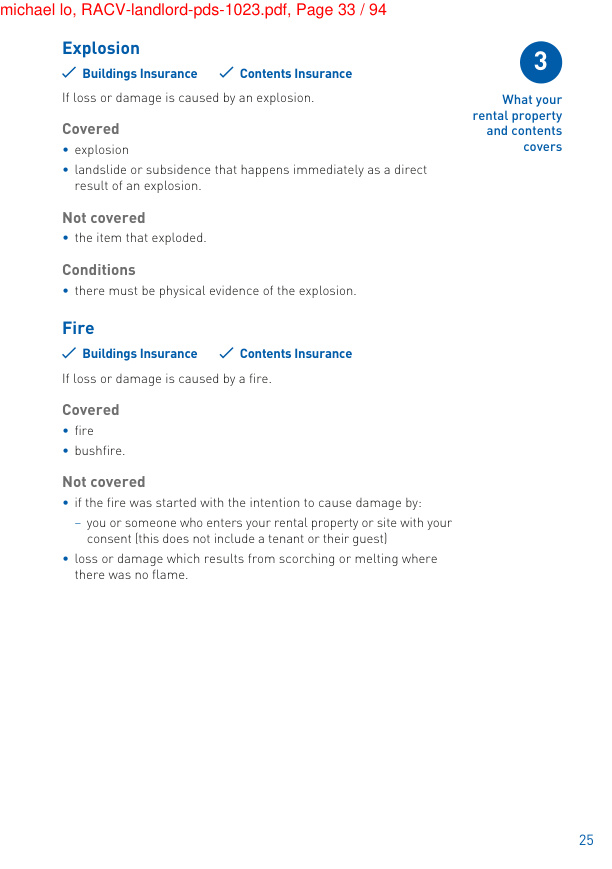 michael lo, RACV-landlord-pds-1023.pdf, Page 33 / 94
Explosion
✓ Buildings Insurance ✓ Contents Insurance
If loss or damage is caused by an explosion.
Covered
• explosion
• landslide or subsidence that happens immediately as a direct
result of an explosion.
Not covered
• the item that exploded.
Conditions
• there must be physical evidence of the explosion.
Fire
✓ Buildings Insurance ✓ Contents Insurance
If loss or damage is caused by a fire.
Covered
• fire
• bushfire.
Not covered
• if the fire was started with the intention to cause damage by:
– you or someone who enters your rental property or site with your
consent (this does not include a tenant or their guest)
• loss or damage which results from scorching or melting where
there was no flame.
3
What your
rental property
and contents
covers
25